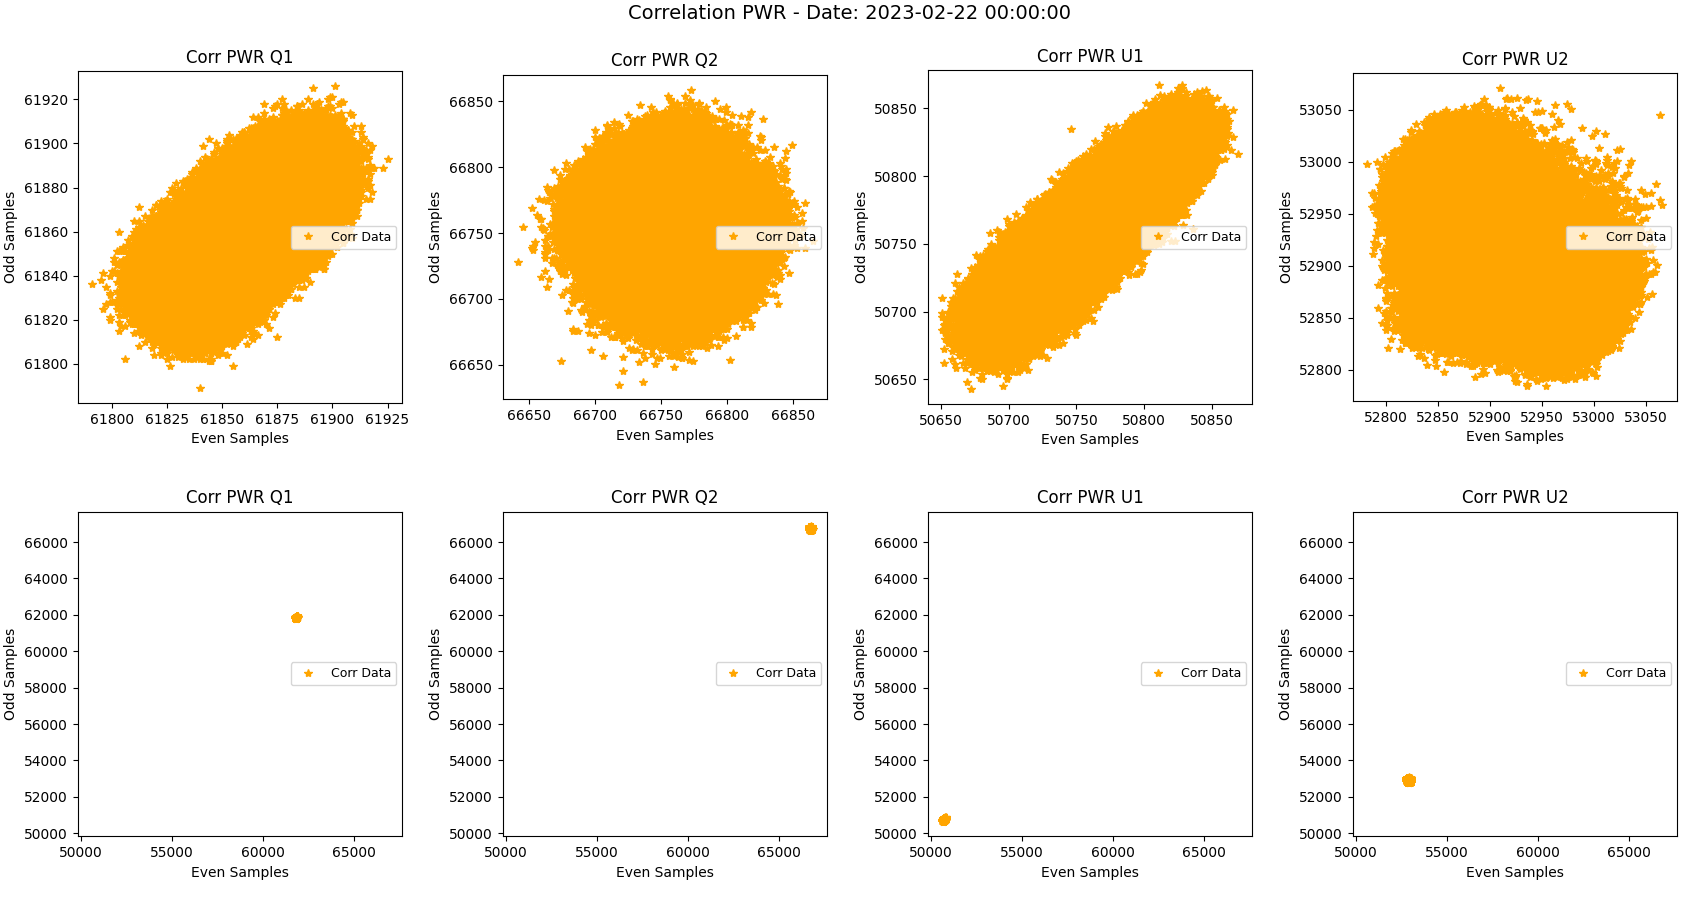 Correlation PWR - Date: 2023-02-22 00:00:00
Corr PWR Q1
Odd Samples
61920
61900
61880
61860
61840
61820
61800
Corr Data
61800 61825 61850 61875 61900 61925
Even Samples
Corr PWR Q2
Odd Samples
66850
66800
66750
66700
66650
Corr Data
66650 66700 66750 66800 66850
Even Samples
Corr PWR U1
Odd Samples
50850
50800
50750
50700
50650
Corr Data
50650 50700 50750 50800 50850
Even Samples
Corr PWR U2
Odd Samples
53050
53000
52950
52900
52850
52800
Corr Data
52800 52850 52900 52950 53000 53050
Even Samples
Corr PWR Q1
Odd Samples
66000
64000
62000
60000
58000
56000
54000
52000
50000
Corr Data
50000 55000 60000 65000
Even Samples
Corr PWR Q2
Odd Samples
66000
64000
62000
60000
58000
56000
54000
52000
50000
Corr Data
50000 55000 60000 65000
Even Samples
Corr PWR U1
Odd Samples
66000
64000
62000
60000
58000
56000
54000
52000
50000
Corr Data
50000 55000 60000 65000
Even Samples
Corr PWR U2
Odd Samples
66000
64000
62000
60000
58000
56000
54000
52000
50000
Corr Data
50000 55000 60000 65000
Even Samples